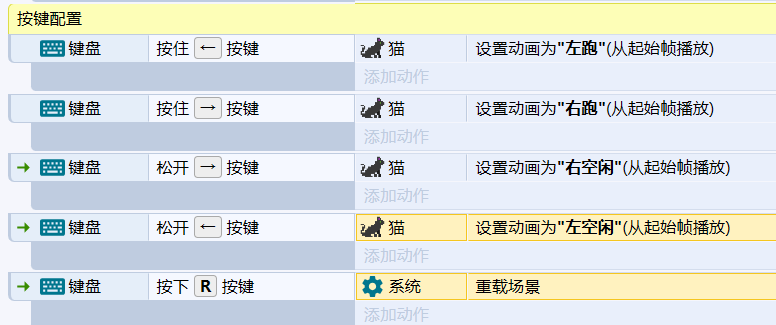 按键配置
键盘 按住 ← 按键 猫 设置动画为"左跑"(从起始帧播放)
添加动作
键盘 按住 → 按键 猫 设置动画为"右跑"(从起始帧播放)
添加动作
键盘 松开 → 按键 猫 设置动画为"右空闲"(从起始帧播放)
添加动作
键盘 松开 ← 按键 猫 设置动画为"左空闲"(从起始帧播放)
添加动作
键盘 按下 R 按键 系统 重载场景
添加动作